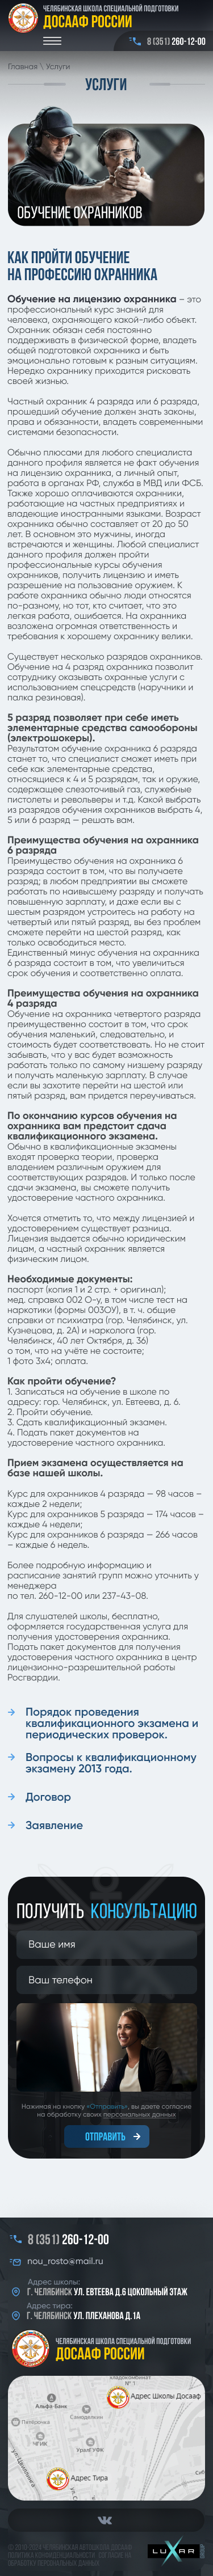 ЧЕЛЯБИНСКАЯ ШКОЛА СПЕЦИАЛЬНОЙ ПОДГОТОВКИ
ДОСААФ РОССИИ
8 (351) 260-12-00
Главная \ Услуги
УСЛУГИ
ОБУЧЕНИЕ ОХРАННИКОВ
КАК ПРОЙТИ ОБУЧЕНИЕ
НА ПРОФЕССИЮ ОХРАННИКА
Обучение на лицензию охранника – это
профессиональный курс знаний для
человека, охраняющего какой-либо объект.
Охранник обязан себя постоянно
поддерживать в физической форме, владеть
общей подготовкой охранника и быть
эмоционально готовым к разным ситуациям.
Нередко охраннику приходится рисковать
своей жизнью.
Частный охранник 4 разряда или 6 разряда,
прошедший обучение должен знать законы,
права и обязанности, владеть современными
системами безопасности.
Обычно плюсами для любого специалиста
данного профиля является не факт обучения
на лицензию охранника, а личный опыт,
работа в органах РФ, служба в МВД или ФСБ.
Также хорошо оплачиваются охранники,
работающие на частных предприятиях и
владеющие иностранными языками. Возраст
охранника обычно составляет от 20 до 50
лет. В основном это мужчины, иногда
встречаются и женщины. Любой специалист
данного профиля должен пройти
профессиональные курсы обучения
охранников, получить лицензию и иметь
разрешение на пользование оружием. К
работе охранника обычно люди относятся
по-разному, но тот, кто считает, что это
легкая работа, ошибается. На охранника
возложена огромная ответственность и
требования к хорошему охраннику велики.
Существует несколько разрядов охранников.
Обучение на 4 разряд охранника позволит
сотруднику оказывать охранные услуги с
использованием спецсредств (наручники и
палка резиновая).
5 разряд позволяет при себе иметь
элементарные средства самообороны
(электрошокеры).
Результатом обучение охранника 6 разряда
станет то, что специалист сможет иметь при
себе как элементарные средства,
относящиеся к 4 и 5 разрядам, так и оружие,
содержащее слезоточивый газ, служебные
пистолеты и револьверы и т.д. Какой выбрать
из разрядов обучения охранников выбрать 4,
5 или 6 разряд — решать вам.
Преимущества обучения на охранника
6 разряда
Преимущество обучения на охранника 6
разряда состоит в том, что вы получаете
разряд, в любом предприятии вы сможете
работать по наивысшему разряду и получать
повышенную зарплату, и даже если вы с
шестым разрядом устроитесь на работу на
четвертый или пятый разряд, вы без проблем
сможете перейти на шестой разряд, как
только освободиться место.
Единственный минус обучения на охранника
6 разряда состоит в том, что увеличиться
срок обучения и соответственно оплата.
Преимущества обучения на охранника
4 разряда
Обучение на охранника четвертого разряда
преимущественно состоит в том, что срок
обучения маленький, следовательно, и
стоимость будет соответствовать. Но не стоит
забывать, что у вас будет возможность
работать только по самому низшему разряду
и получать маленькую зарплату. В случае,
если вы захотите перейти на шустой или
пятый разряд, вам придется переучиваться.
По окончанию курсов обучения на
охранника вам предстоит сдача
квалификационного экзамена.
Обычно в квалификационные экзамены
входят проверка теории, проверка
владением различным оружием для
соответствующих разрядов. И только после
сдачи экзамена, вы сможете получить
удостоверение частного охранника.
Хочется отметить то, что между лицензией и
удостоверением существует разница.
Лицензия выдается обычно юридическим
лицам, а частный охранник является
физическим лицом.
Необходимые документы:
паспорт (копия 1 и 2 стр. + оригинал);
мед. справка 002 О-у, в том числе тест на
наркотики (формы 003ОУ), в т. ч. общие
справки от психиатра (гор. Челябинск, ул.
Кузнецова, д. 2А) и нарколога (гор.
Челябинск, 40 лет Октября, д. 36)
о том, что на учёте не состоите;
1 фото 3x4; оплата.
Как пройти обучение?
1. Записаться на обучение в школе по
адресу: гор. Челябинск, ул. Евтеева, д. 6.
2. Пройти обучение.
3. Сдать квалификационный экзамен.
4. Подать пакет документов на
удостоверение частного охранника.
Прием экзамена осуществляется на
базе нашей школы.
Курс для охранников 4 разряда — 98 часов –
каждые 2 недели;
Курс для охранников 5 разряда — 174 часов –
каждые 4 недели;
Курс для охранников 6 разряда — 266 часов
– каждые 6 недель.
Более подробную информацию и
расписание занятий групп можно уточнить у
менеджера
по тел. 260-12-00 или 237-43-08.
Для слушателей школы, бесплатно,
оформляется государственная услуга для
получения удостоверения охранника.
Подать пакет документов для получения
удостоверения частного охранника в центр
лицензионно-разрешительной работы
Росгвардии.
Порядок проведения
квалификационного экзамена и
периодических проверок.
Вопросы к квалификационному
экзамену 2013 года.
Договор
Заявление
ПОЛУЧИТЬ КОНСУЛЬТАЦИЮ
Ваше имя
Ваш телефон
Нажимая на кнопку «Отправить», вы даете согласие
на обработку своих персональных данных
ОТПРАВИТЬ
8 (351) 260-12-00
nou_rosto@mail.ru
Адрес школы:
Г. ЧЕЛЯБИНСК УЛ. ЕВТЕЕВА Д.6 ЦОКОЛЬНЫЙ ЭТАЖ
Адрес тира:
Г. ЧЕЛЯБИНСК УЛ. ПЛЕХАНОВА Д.1А
ЧЕЛЯБИНСКАЯ ШКОЛА СПЕЦИАЛЬНОЙ ПОДГОТОВКИ
ДОСААФ РОССИИ
Адрес Школы Досааф
Альфа-Банк
Пятёрочка
Адрес Тира
LUXAR